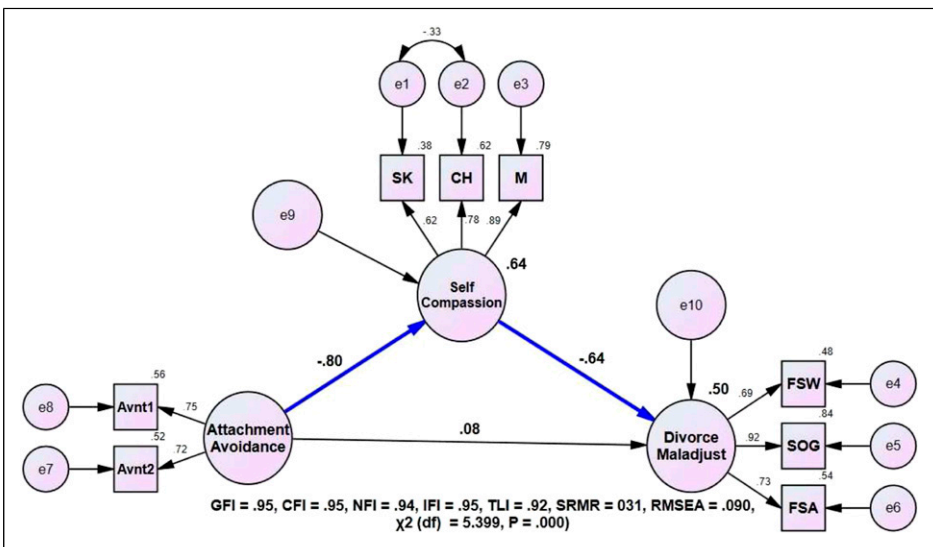 -.33
e1
e2
e3
.38
.62
.79
SK
CH
M
.62
.78
.89
e9
.64
Self
Compassion
e10
-.80
-.64
.48
.56
.50
FSW
e4
e8
Avnt1
.75
.69
.84
Attachment
Avoidance
.08
Divorce
Maladjust
.92
SOG
e5
.52
e7
Avnt2
.72
.73
.54
FSA
e6
GFI = .95, CFI = .95, NFI = .94, IFI = .95, TLI = .92, SRMR = 031, RMSEA = .090,
χ2 (df) = 5.399, P = .000)